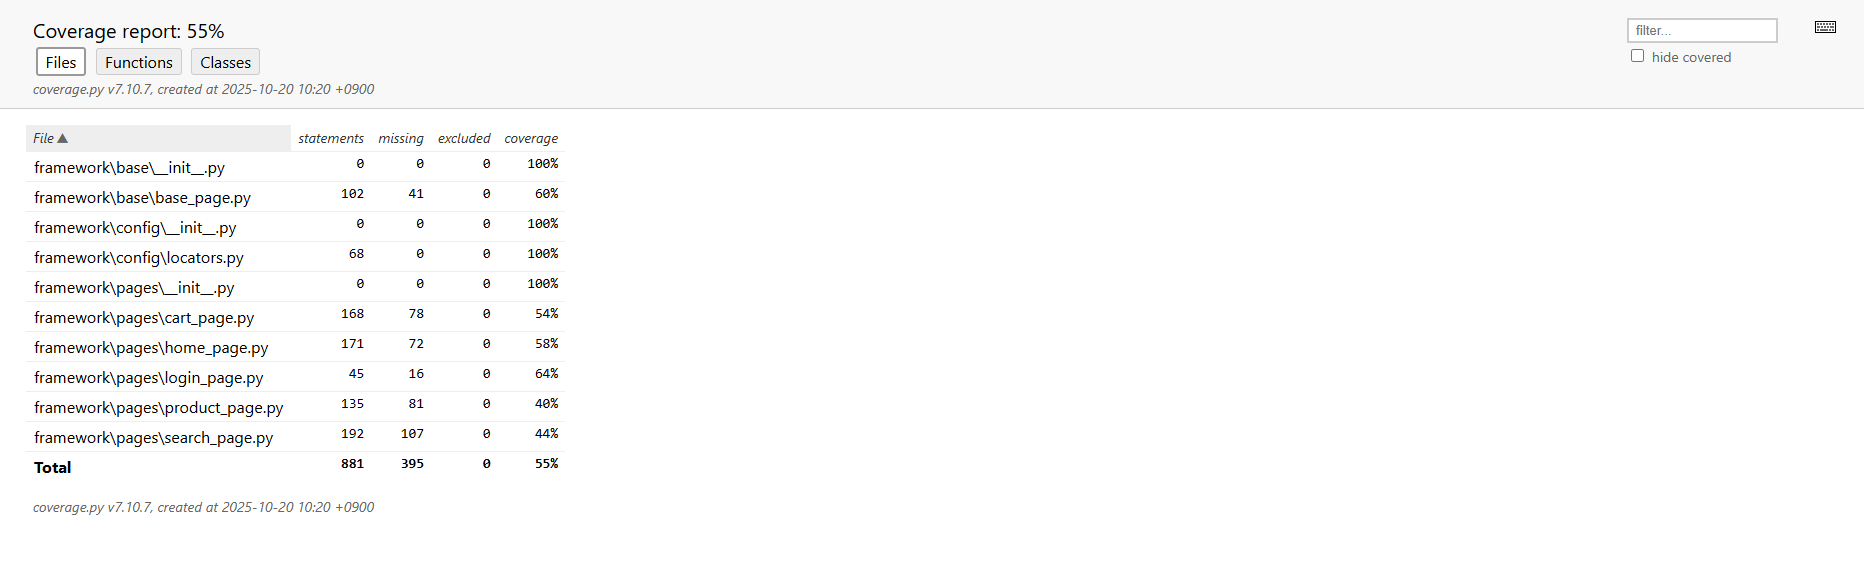 Coverage report: 55%
filter...
Files Functions Classes
hide covered
coverage.py v7.10.7, created at 2025-10-20 10:20 +0900
File▲ statements missing excluded coverage
framework\base\__init__.py 0 0 0 100%
framework\base\base_page.py 102 41 0 60%
framework\config\__init__.py 0 0 0 100%
framework\config\locators.py 68 0 0 100%
framework\pages\__init__.py 0 0 0 100%
framework\pages\cart_page.py 168 78 0 54%
framework\pages\home_page.py 171 72 0 58%
framework\pages\login_page.py 45 16 0 64%
framework\pages\product_page.py 135 81 0 40%
framework\pages\search_page.py 192 107 0 44%
Total 881 395 0 55%
coverage.py v7.10.7, created at 2025-10-20 10:20 +0900